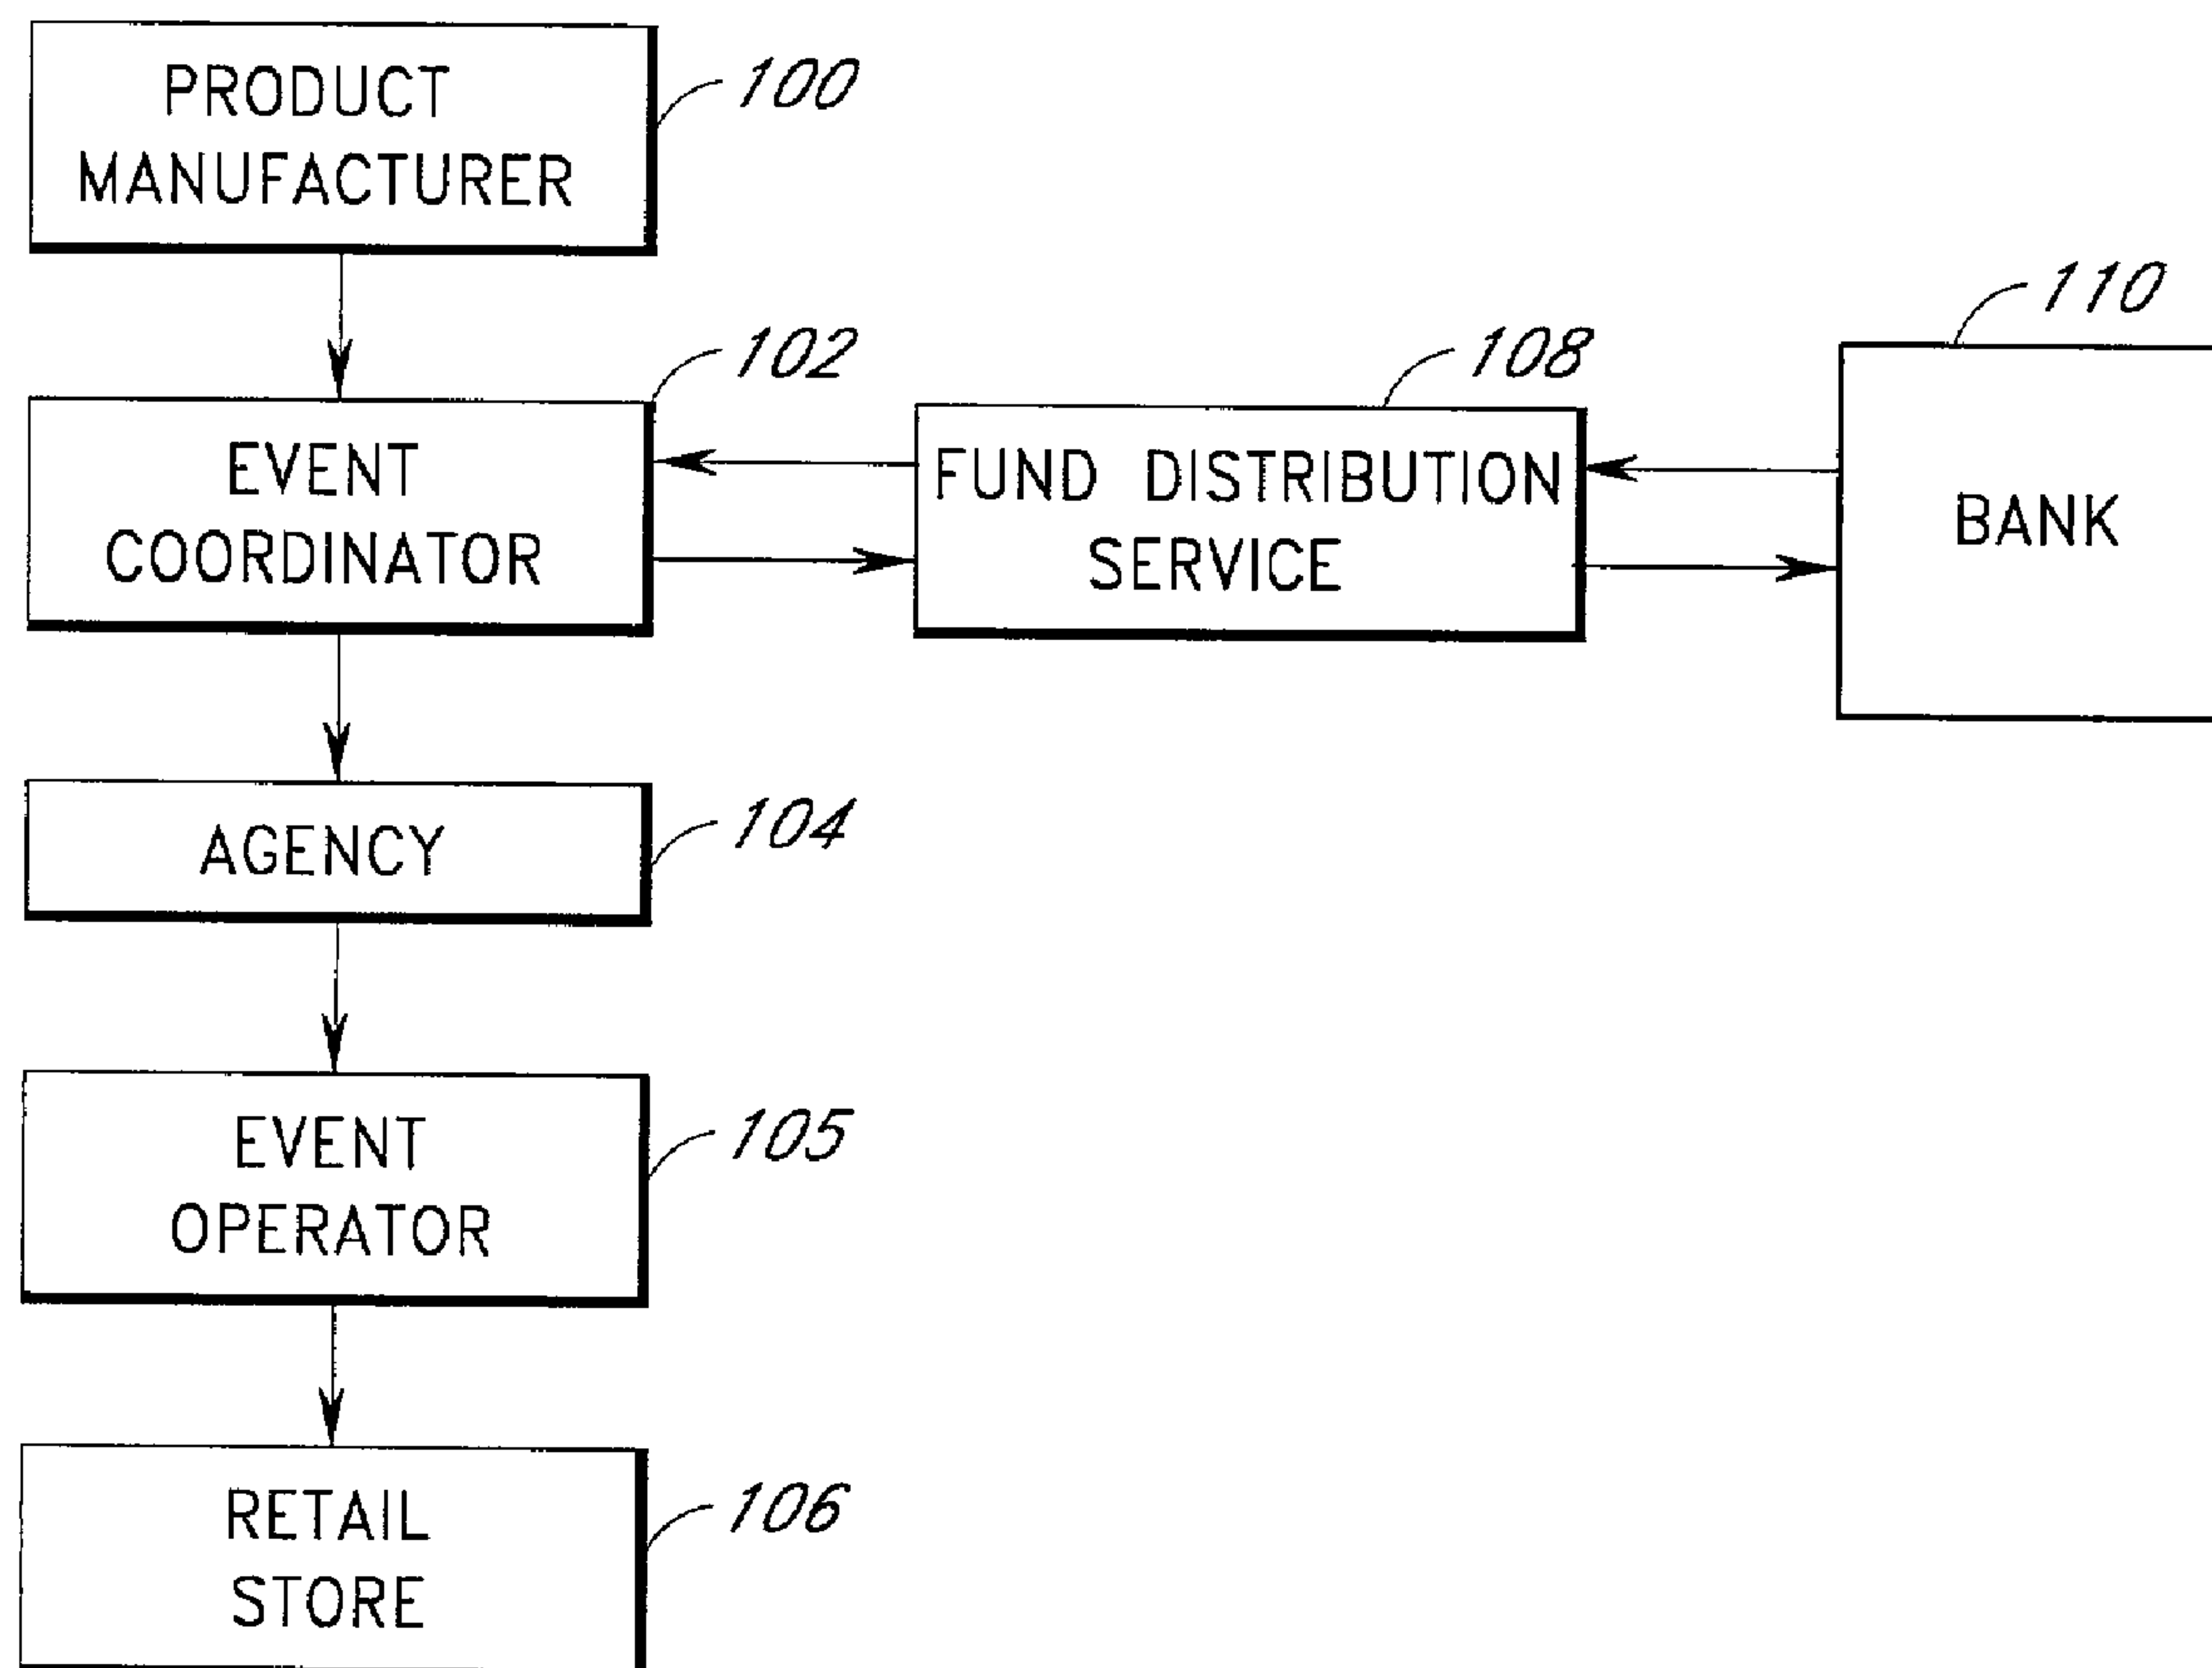 PRODUCT
MANUFACTURER
100
EVENT
COORDINATOR
102
FUND DISTRIBUTION
SERVICE
108
BANK
110
AGENCY
104
EVENT
OPERATOR
105
RETAIL
STORE
106